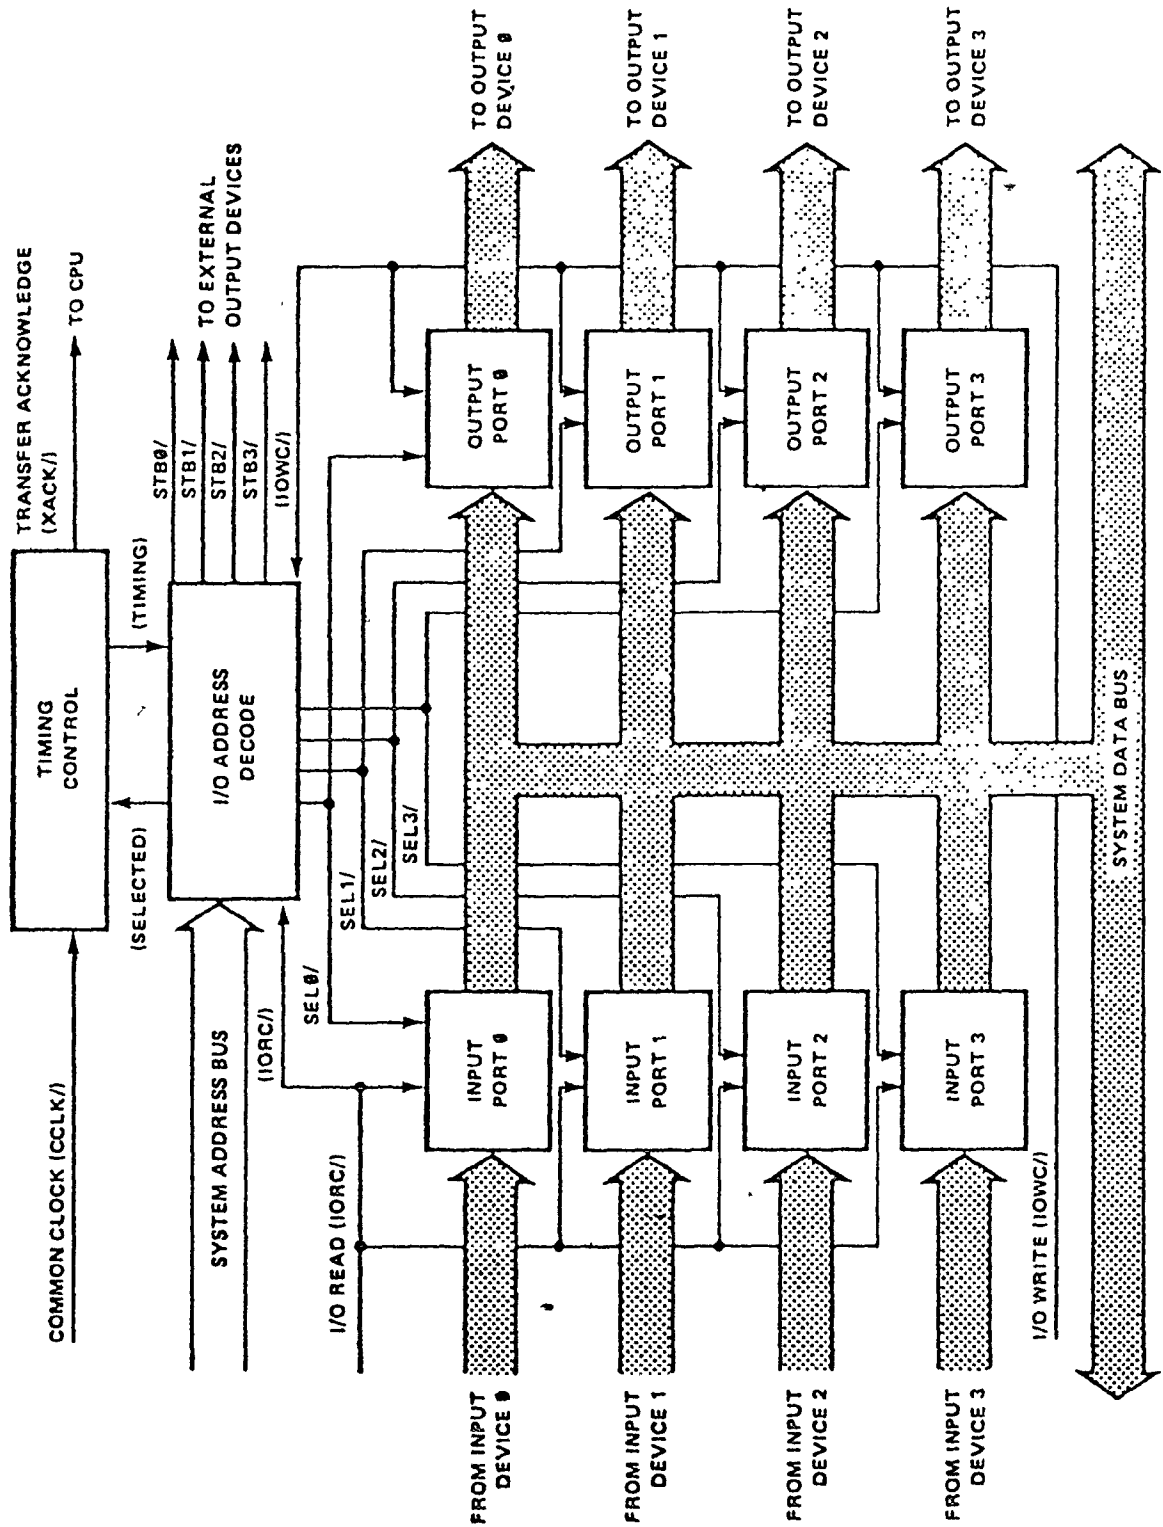 COMMON CLOCK (CCLK/)
TIMING
CONTROL
TRANSFER ACKNOWLEDGE
(XACK/)
TO CPU
(SELECTED)
(TIMING)
SYSTEM ADDRESS BUS
I/O ADDRESS
DECODE
STB0/
STB1/
STB2/
STB3/
TO EXTERNAL
OUTPUT DEVICES
(IORC/)
(IOWC/)
SEL0/
SEL1/
SEL2/
SEL3/
I/O READ (IORC/)
FROM INPUT
DEVICE 0
INPUT
PORT 0
OUTPUT
PORT 0
TO OUTPUT
DEVICE 0
FROM INPUT
DEVICE 1
INPUT
PORT 1
OUTPUT
PORT 1
TO OUTPUT
DEVICE 1
FROM INPUT
DEVICE 2
INPUT
PORT 2
OUTPUT
PORT 2
TO OUTPUT
DEVICE 2
FROM INPUT
DEVICE 3
INPUT
PORT 3
OUTPUT
PORT 3
TO OUTPUT
DEVICE 3
I/O WRITE (IOWC/)
SYSTEM DATA BUS